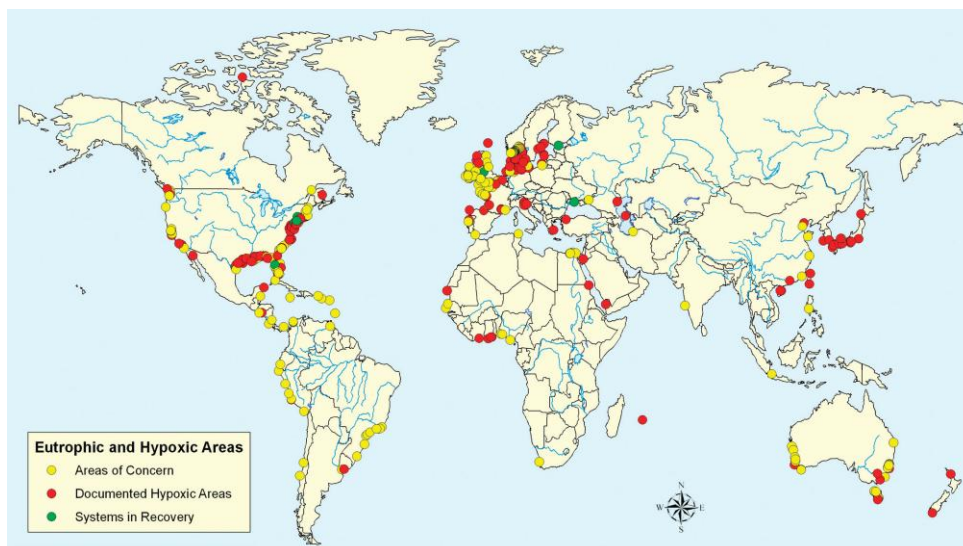 N
W
E
S
Eutrophic and Hypoxic Areas
Areas of Concern
Documented Hypoxic Areas
Systems in Recovery